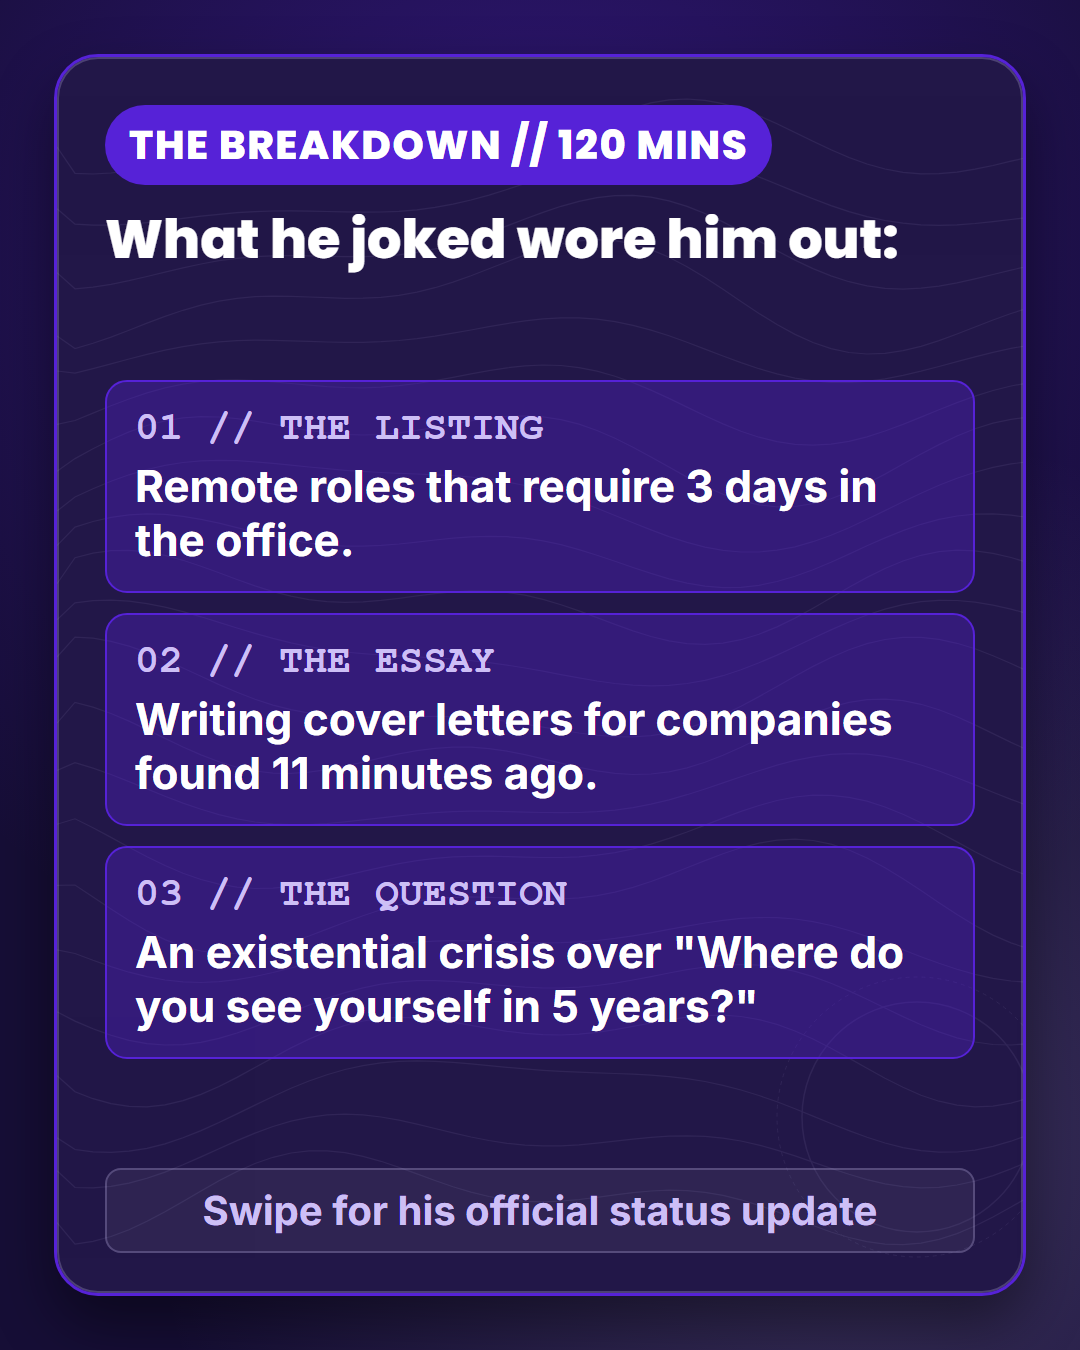 THE BREAKDOWN // 120 MINS
What he joked wore him out:
01 // THE LISTING
Remote roles that require 3 days in
the office.
02 // THE ESSAY
Writing cover letters for companies
found 11 minutes ago.
03 // THE QUESTION
An existential crisis over "Where do
you see yourself in 5 years?"
Swipe for his official status update